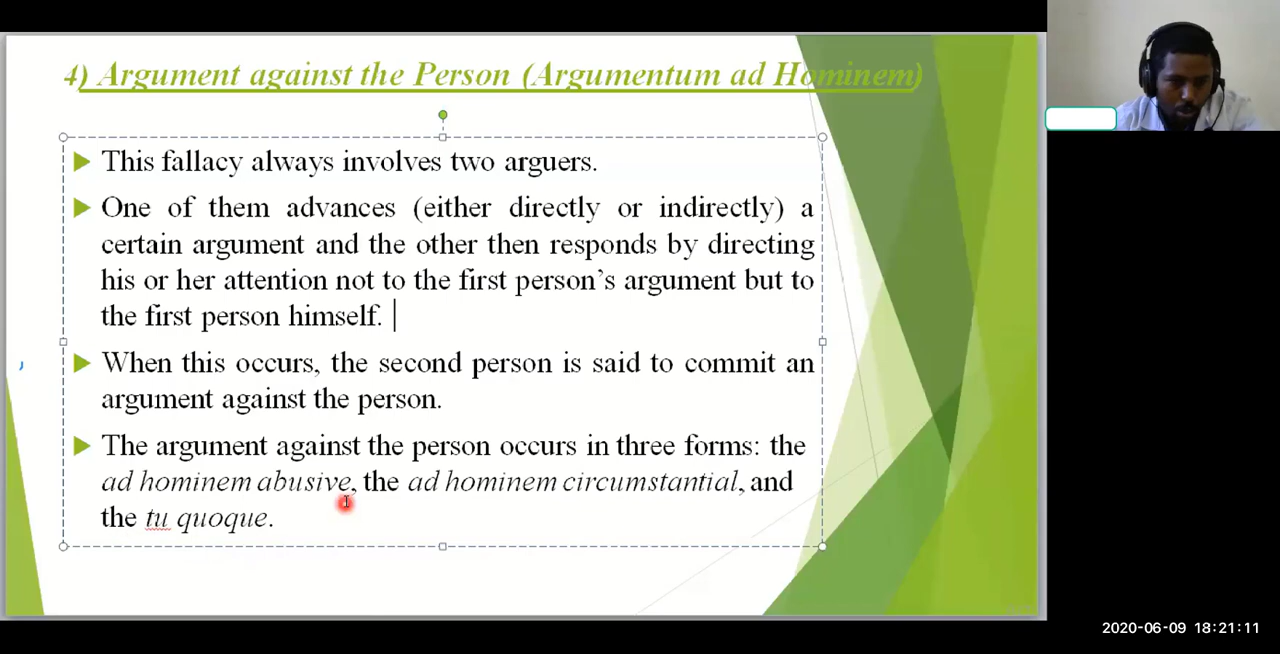 4) Argument against the Person (Argumentum ad Hominem)
This fallacy always involves two arguers.
One of them advances (either directly or indirectly) a
certain argument and the other then responds by directing
his or her attention not to the first person’s argument but to
the first person himself.
When this occurs, the second person is said to commit an
argument against the person.
The argument against the person occurs in three forms: the
ad hominem abusive, the ad hominem circumstantial, and
the tu quoque.
2020-06-09 18:21:11